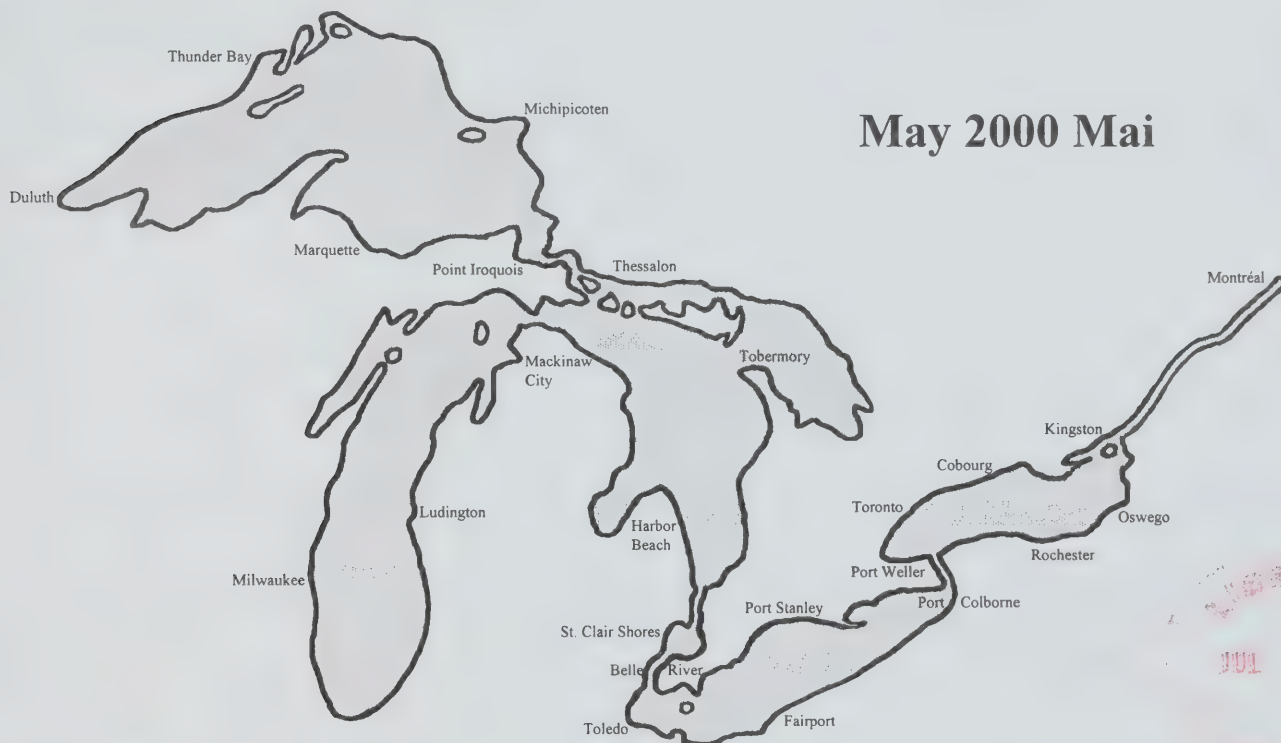 Thunder Bay
Michipicoten
May 2000 Mai
Duluth
Marquette
Point Iroquois
Thessalon
Montréal
Mackinaw
City
Tobermory
Kingston
Cobourg
Ludington
Toronto
Harbor
Beach
Oswego
Rochester
Milwaukee
Port Weller
Port Colborne
Port Stanley
St. Clair Shores
Belle River
Toledo
Fairport
JUL